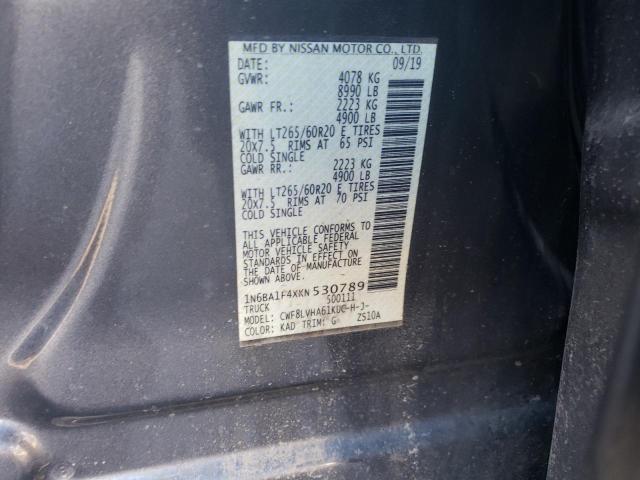 MFD BY NISSAN MOTOR CO., LTD.
DATE: 09/19
GVWR: 4078 KG
8990 LB
GAWR FR.: 2223 KG
4900 LB
WITH LT265/60R20 E TIRES
20X7.5 RIMS AT 65 PSI
COLD SINGLE
GAWR RR.: 2223 KG
4900 LB
WITH LT265/60R20 E TIRES
20X7.5 RIMS AT 70 PSI
COLD SINGLE
THIS VEHICLE CONFORMS TO
ALL APPLICABLE FEDERAL
MOTOR VEHICLE SAFETY
STANDARDS IN EFFECT ON
THE DATE OF MANUFACTURE
SHOWN ABOVE.
1N6BA1F4XKN530789
TRUCK S00111
MODEL: CWF8LVHA61KUC-H-J-
COLOR: KAD TRIM: G ZS10A